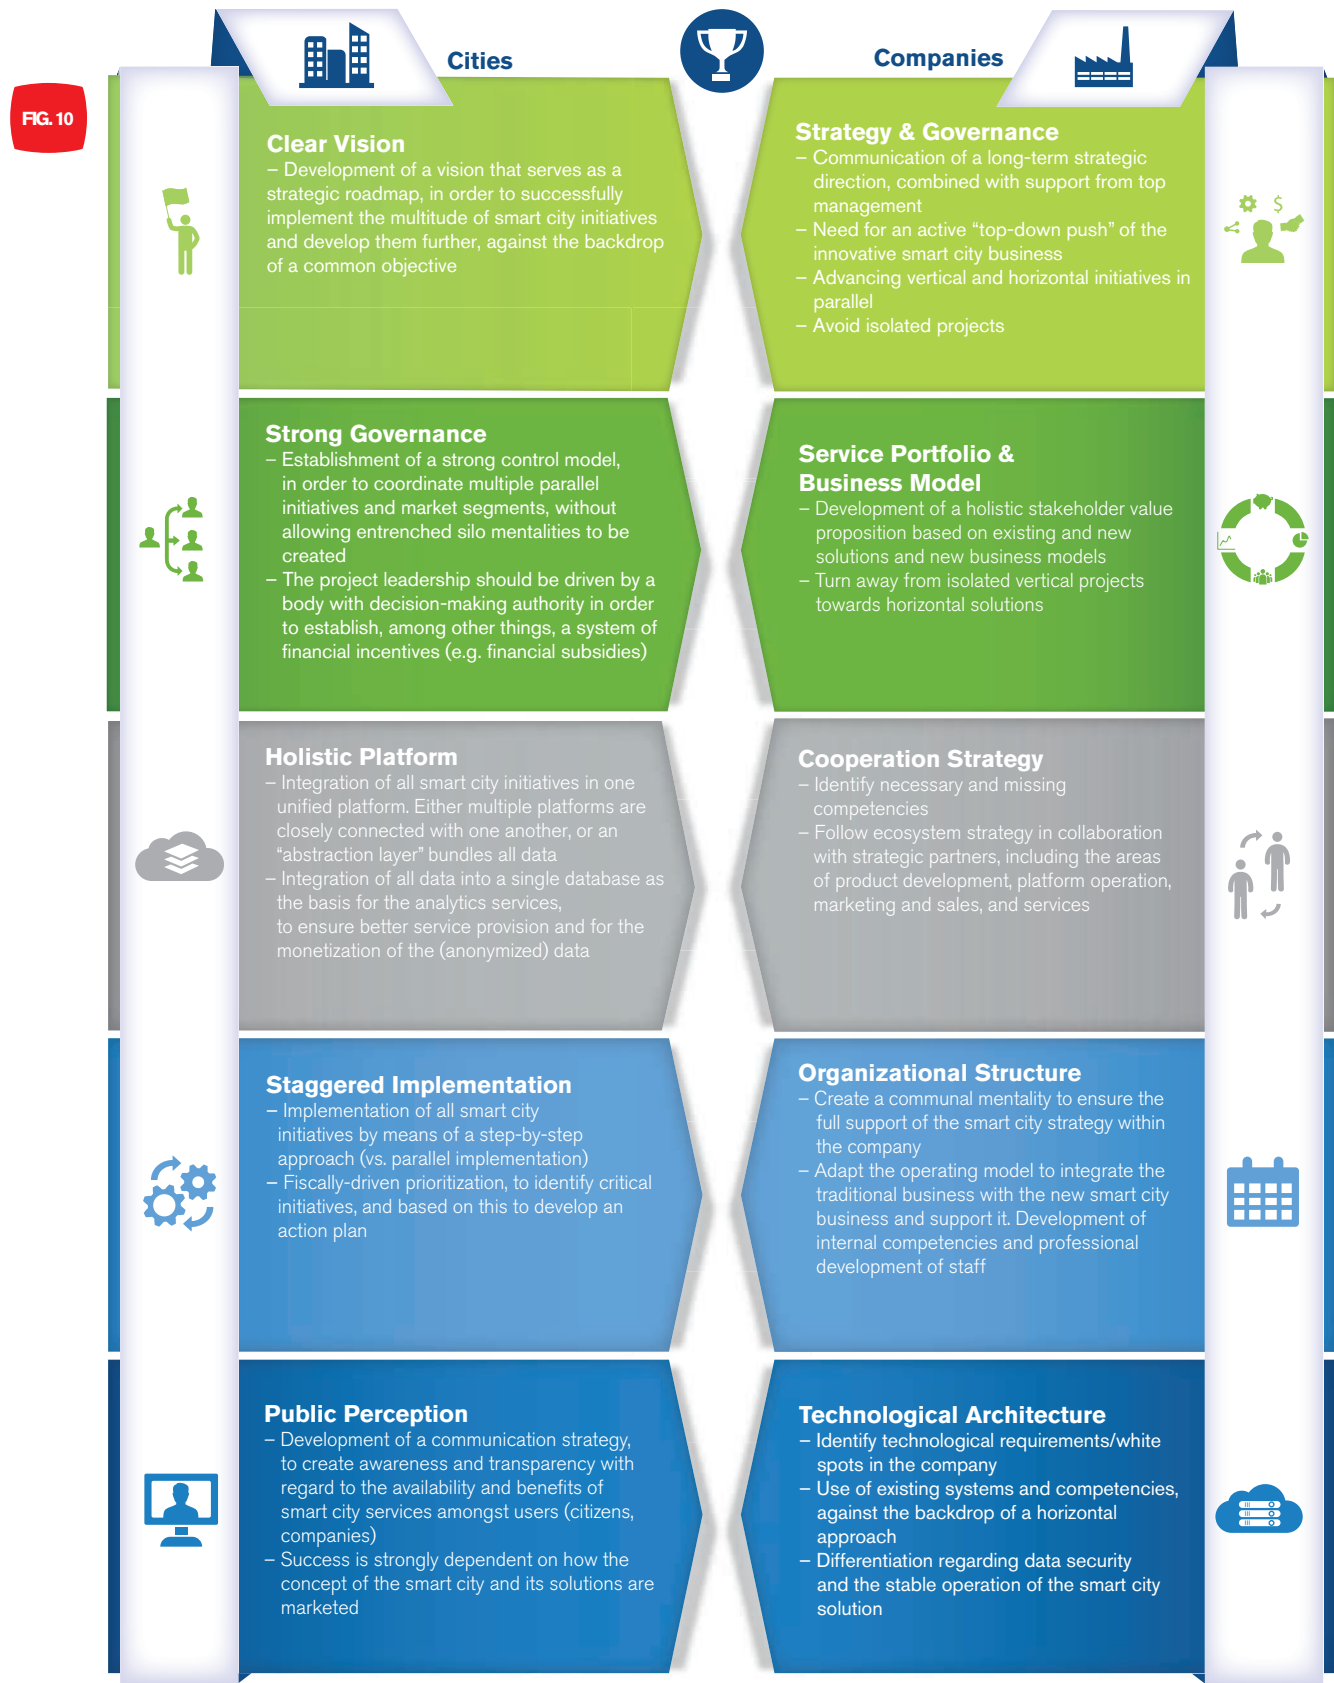 FIG. 10
Cities
Clear Vision
– Development of a vision that serves as a
strategic roadmap, in order to successfully
implement the multitude of smart city initiatives
and develop them further, against the backdrop
of a common objective
Strong Governance
– Establishment of a strong control model,
in order to coordinate multiple parallel
initiatives and market segments, without
allowing entrenched silo mentalities to be
created
– The project leadership should be driven by a
body with decision-making authority in order
to establish, among other things, a system of
financial incentives (e.g. financial subsidies)
Holistic Platform
– Integration of all smart city initiatives in one
unified platform. Either multiple platforms are
closely connected with one another, or an
“abstraction layer” bundles all data
– Integration of all data into a single database as
the basis for the analytics services,
to ensure better service provision and for the
monetization of the (anonymized) data
Staggered Implementation
– Implementation of all smart city
initiatives by means of a step-by-step
approach (vs. parallel implementation)
– Fiscally-driven prioritization, to identify critical
initiatives, and based on this to develop an
action plan
Public Perception
– Development of a communication strategy,
to create awareness and transparency with
regard to the availability and benefits of
smart city services amongst users (citizens,
companies)
– Success is strongly dependent on how the
concept of the smart city and its solutions are
marketed
Companies
Strategy & Governance
– Communication of a long-term strategic
direction, combined with support from top
management
– Need for an active “top-down push” of the
innovative smart city business
– Advancing vertical and horizontal initiatives in
parallel
– Avoid isolated projects
$
Service Portfolio &
Business Model
– Development of a holistic stakeholder value
proposition based on existing and new
solutions and new business models
– Turn away from isolated vertical projects
towards horizontal solutions
Cooperation Strategy
– Identify necessary and missing
competencies
– Follow ecosystem strategy in collaboration
with strategic partners, including the areas
of product development, platform operation,
marketing and sales, and services
Organizational Structure
– Create a communal mentality to ensure the
full support of the smart city strategy within
the company
– Adapt the operating model to integrate the
traditional business with the new smart city
business and support it. Development of
internal competencies and professional
development of staff
Technological Architecture
– Identify technological requirements/white
spots in the company
– Use of existing systems and competencies,
against the backdrop of a horizontal
approach
– Differentiation regarding data security
and the stable operation of the smart city
solution